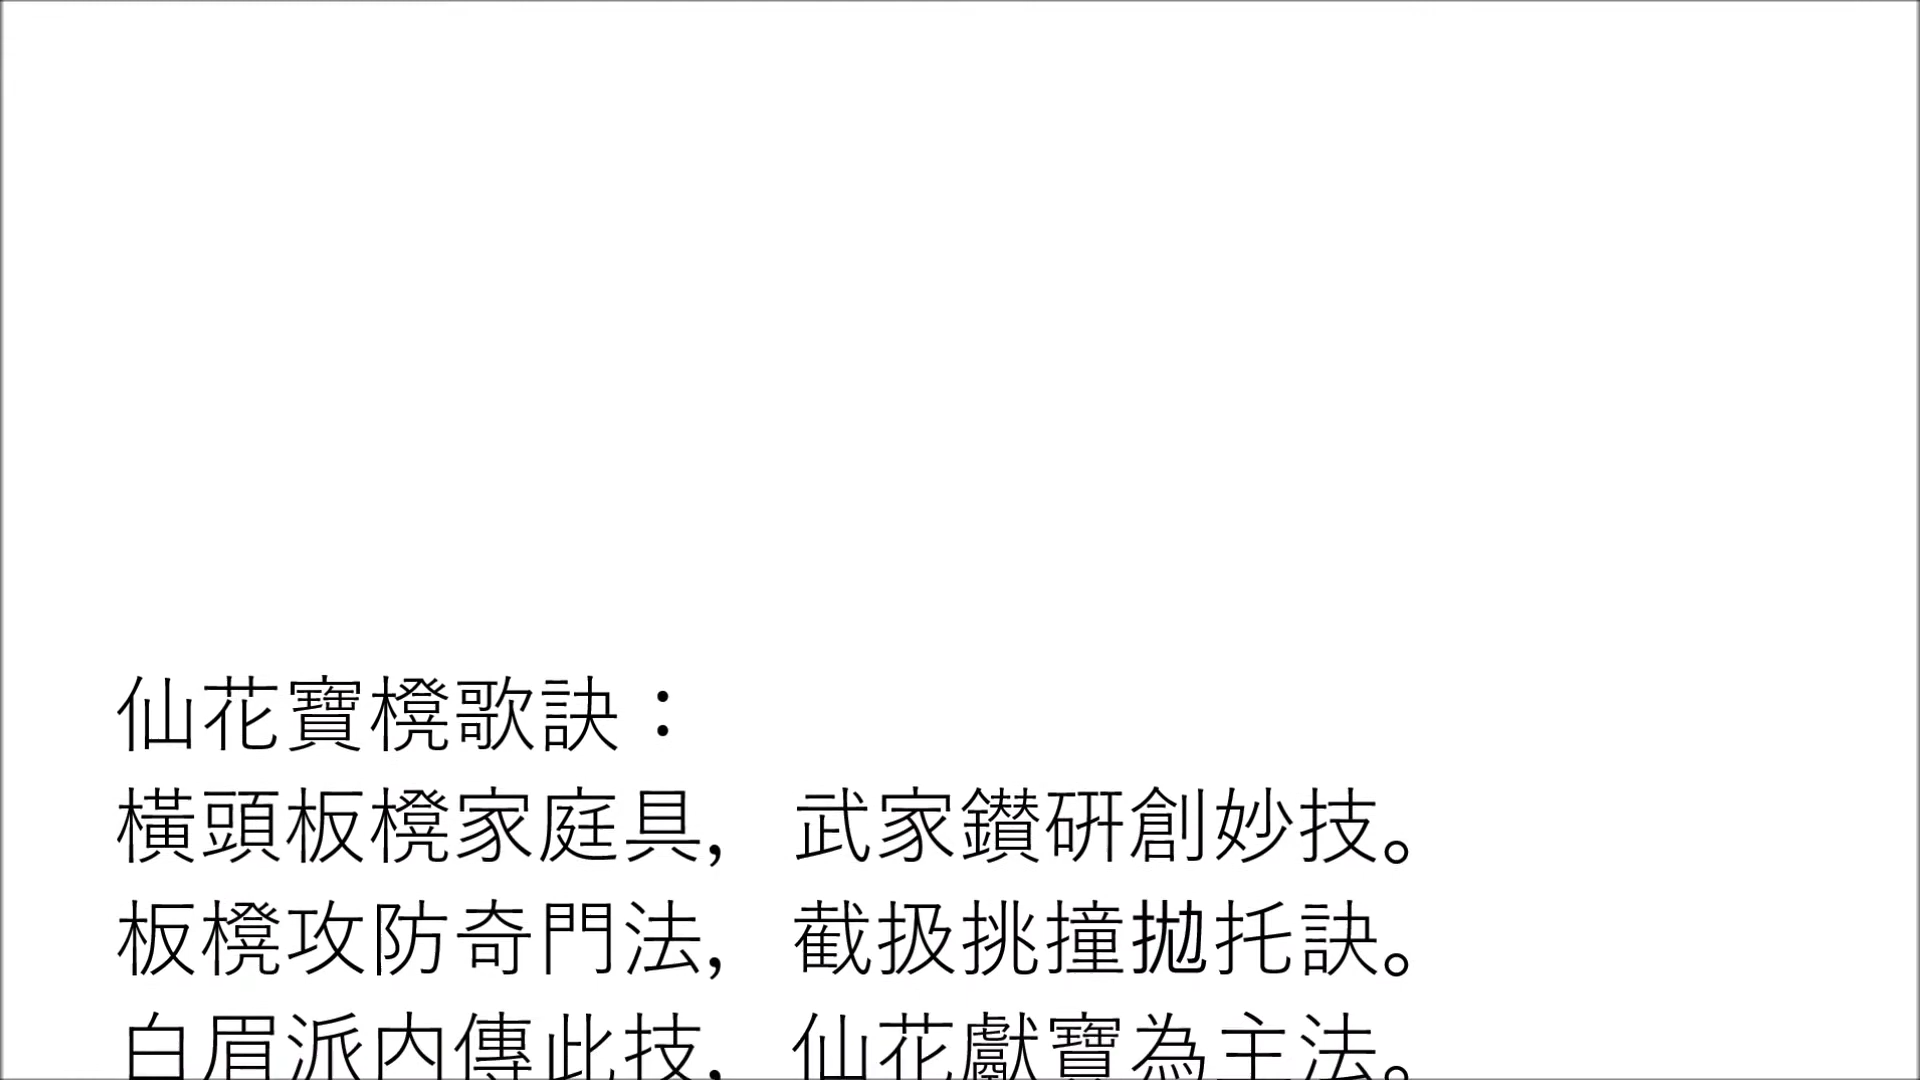 仙花寶櫈歌訣：
橫頭板櫈家庭具，武家鑚研創妙技。
板櫈攻防奇門法，截扱挑撞拋托訣。
白眉派内傳此技，仙花獻寶為主法。